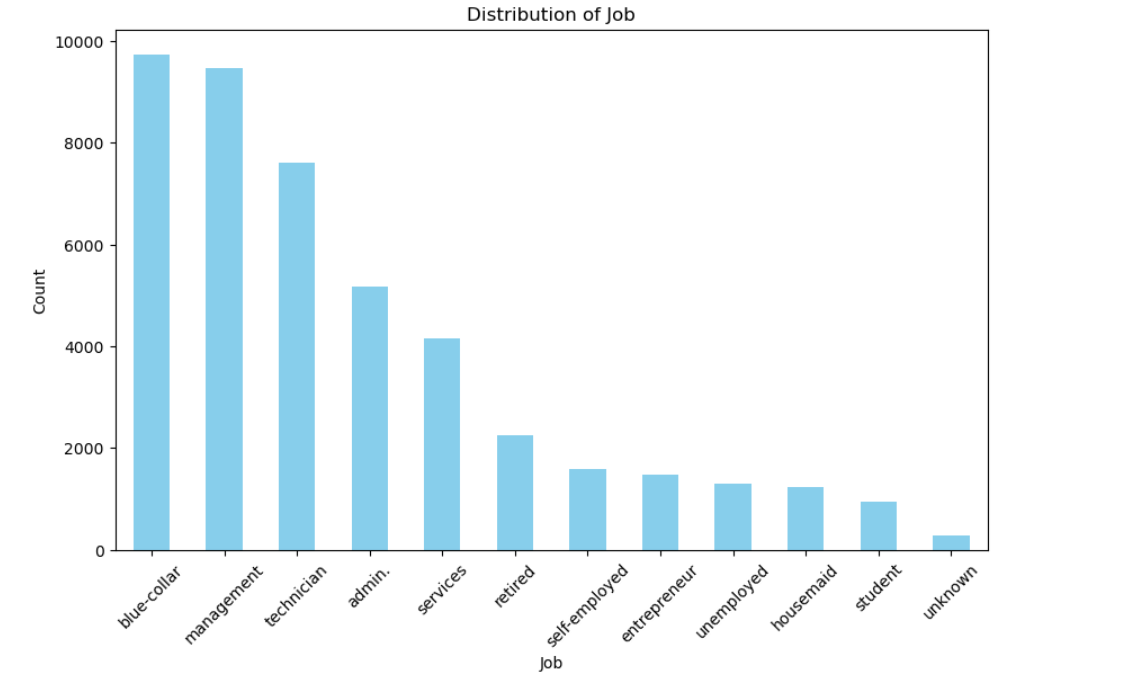 Distribution of Job
10000
8000
6000
4000
2000
0
Count
blue-collar
management
technician
admin.
services
retired
self-employed
entrepreneur
unemployed
housemaid
student
unknown
Job